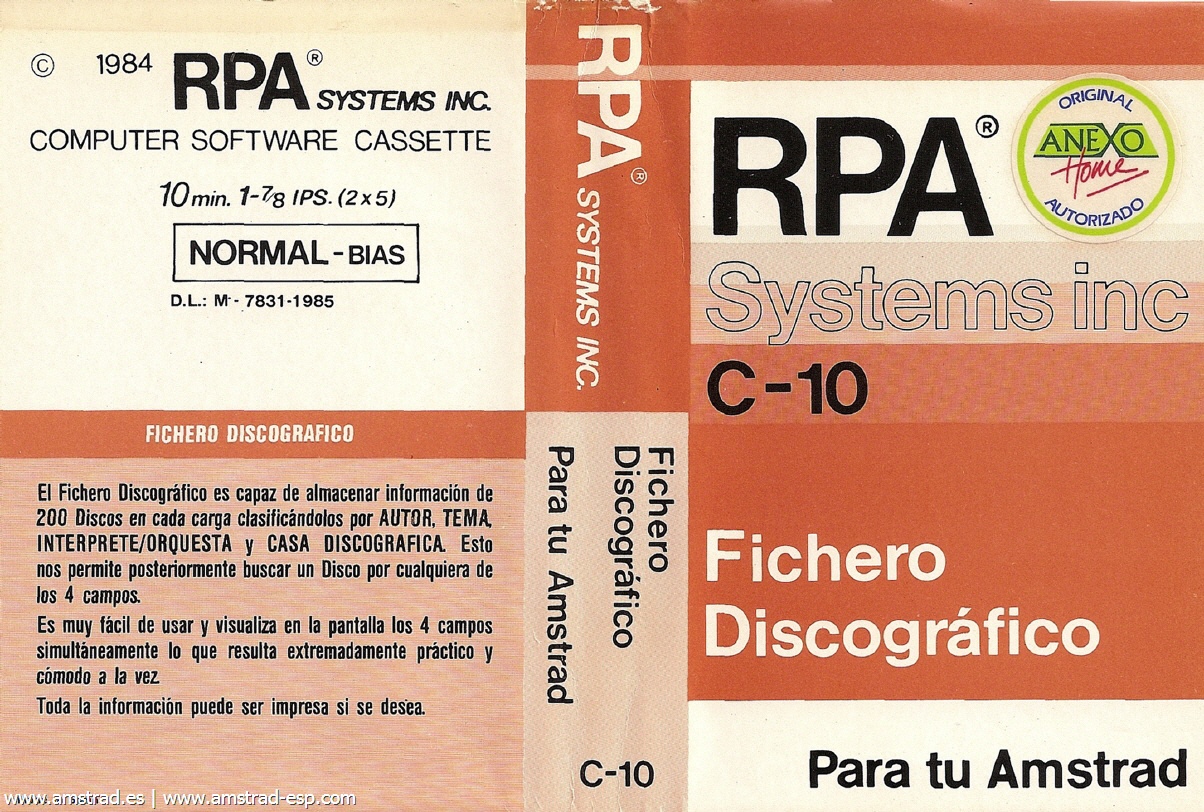 © 1984 RPA® SYSTEMS INC.
COMPUTER SOFTWARE CASSETTE
10 min. 1-7/8 IPS. (2 x 5)
NORMAL - BIAS
D.L.: M - 7831-1985
FICHERO DISCOGRAFICO
El Fichero Discográfico es capaz de almacenar información de
200 Discos en cada carga clasificándolos por AUTOR, TEMA,
INTERPRETE/ORQUESTA y CASA DISCOGRAFICA. Esto
nos permite posteriormente buscar un Disco por cualquiera de
los 4 campos.
Es muy fácil de usar y visualiza en la pantalla los 4 campos
simultáneamente lo que resulta extremadamente práctico y
cómodo a la vez.
Toda la información puede ser impresa si se desea.
www.amstrad.es | www.amstrad-esp.com
RPA® SYSTEMS INC.
Fichero
Discográfico
Para tu Amstrad
C-10
RPA®
ORIGINAL
ANEXO
Home
AUTORIZADO
Systems inc
C-10
Fichero
Discográfico
Para tu Amstrad